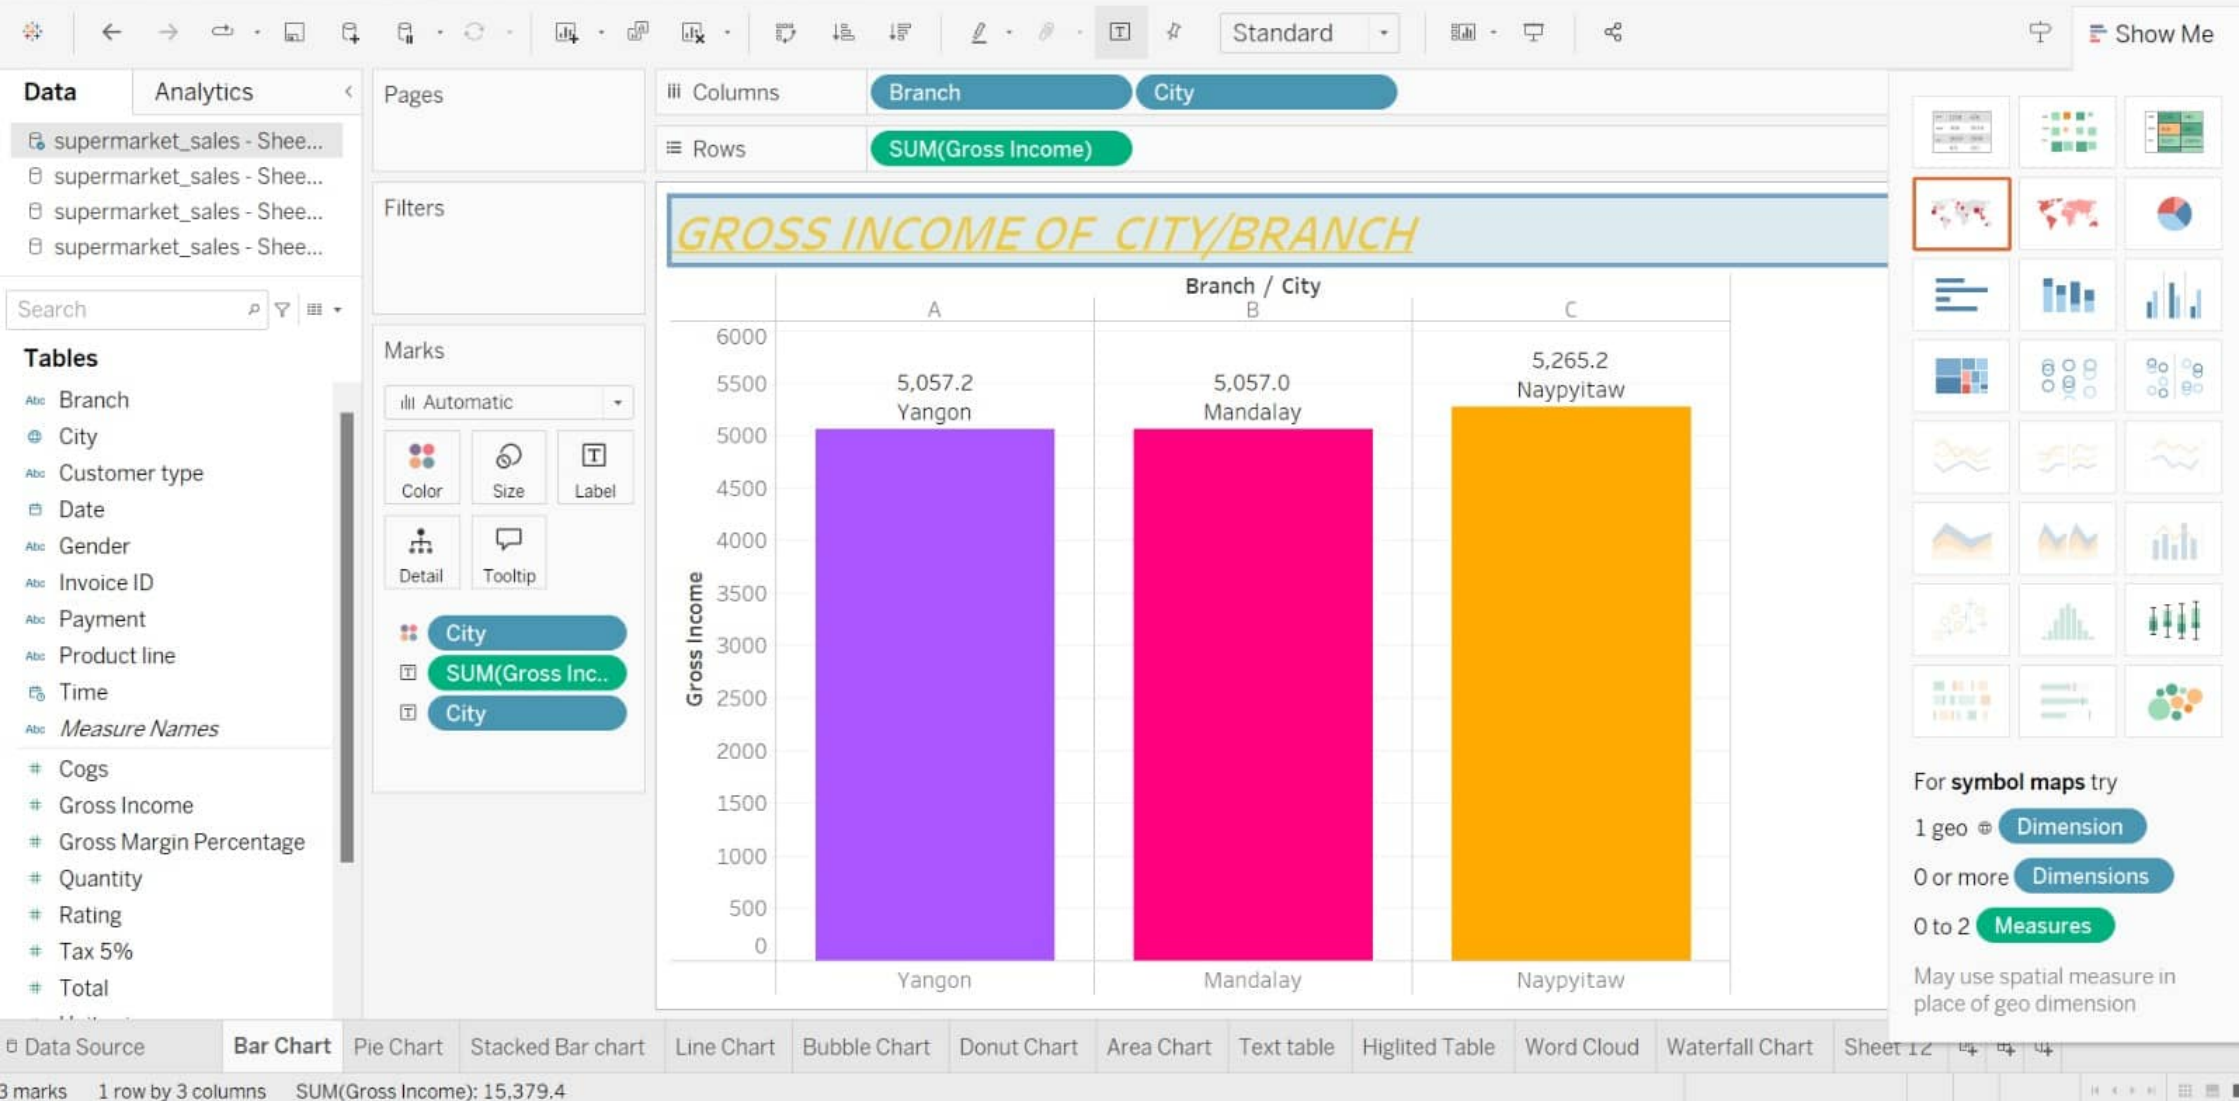 Standard
Show Me
Data
Analytics
supermarket_sales - Shee...
supermarket_sales - Shee...
supermarket_sales - Shee...
supermarket_sales - Shee...
Search
Tables
Abc Branch
City
Abc Customer type
Date
Abc Gender
Abc Invoice ID
Abc Payment
Abc Product line
Time
Abc Measure Names
# Cogs
# Gross Income
# Gross Margin Percentage
# Quantity
# Rating
# Tax 5%
# Total
Pages
Filters
Marks
Automatic
Color
Size
T
Label
Detail
Tooltip
City
T SUM(Gross Inc..
T City
Columns
Branch
City
Rows
SUM(Gross Income)
GROSS INCOME OF CITY/BRANCH
Branch / City
A
B
C
6000
5500
5000
4500
4000
3500
3000
2500
2000
1500
1000
500
0
Gross Income
5,057.2
Yangon
5,057.0
Mandalay
5,265.2
Naypyitaw
Yangon
Mandalay
Naypyitaw
For symbol maps try
1 geo Dimension
0 or more Dimensions
0 to 2 Measures
May use spatial measure in
place of geo dimension
Data Source
Bar Chart
Pie Chart
Stacked Bar chart
Line Chart
Bubble Chart
Donut Chart
Area Chart
Text table
Higlited Table
Word Cloud
Waterfall Chart
Sheet 12
3 marks
1 row by 3 columns
SUM(Gross Income): 15,379.4